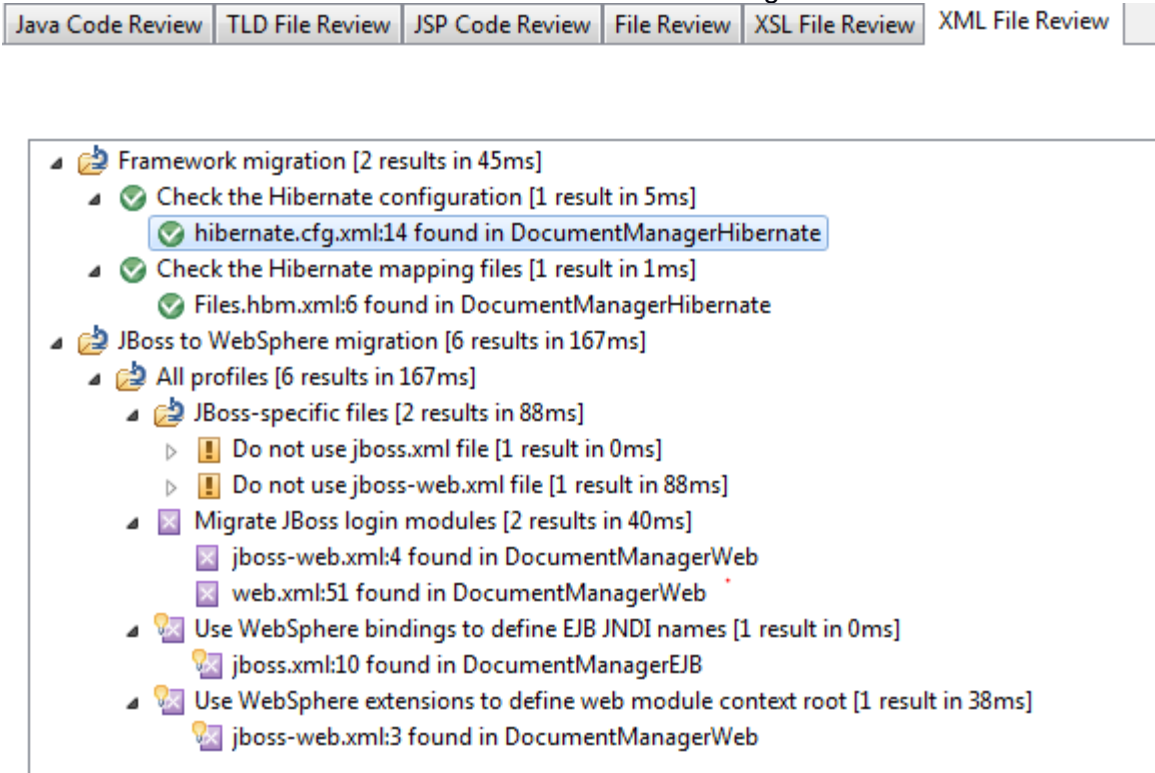 Java Code Review TLD File Review JSP Code Review File Review XSL File Review XML File Review
Framework migration [2 results in 45ms]
Check the Hibernate configuration [1 result in 5ms]
hibernate.cfg.xml:14 found in DocumentManagerHibernate
Check the Hibernate mapping files [1 result in 1ms]
Files.hbm.xml:6 found in DocumentManagerHibernate
JBoss to WebSphere migration [6 results in 167ms]
All profiles [6 results in 167ms]
JBoss-specific files [2 results in 88ms]
Do not use jboss.xml file [1 result in 0ms]
Do not use jboss-web.xml file [1 result in 88ms]
Migrate JBoss login modules [2 results in 40ms]
jboss-web.xml:4 found in DocumentManagerWeb
web.xml:51 found in DocumentManagerWeb
Use WebSphere bindings to define EJB JNDI names [1 result in 0ms]
jboss.xml:10 found in DocumentManagerEJB
Use WebSphere extensions to define web module context root [1 result in 38ms]
jboss-web.xml:3 found in DocumentManagerWeb